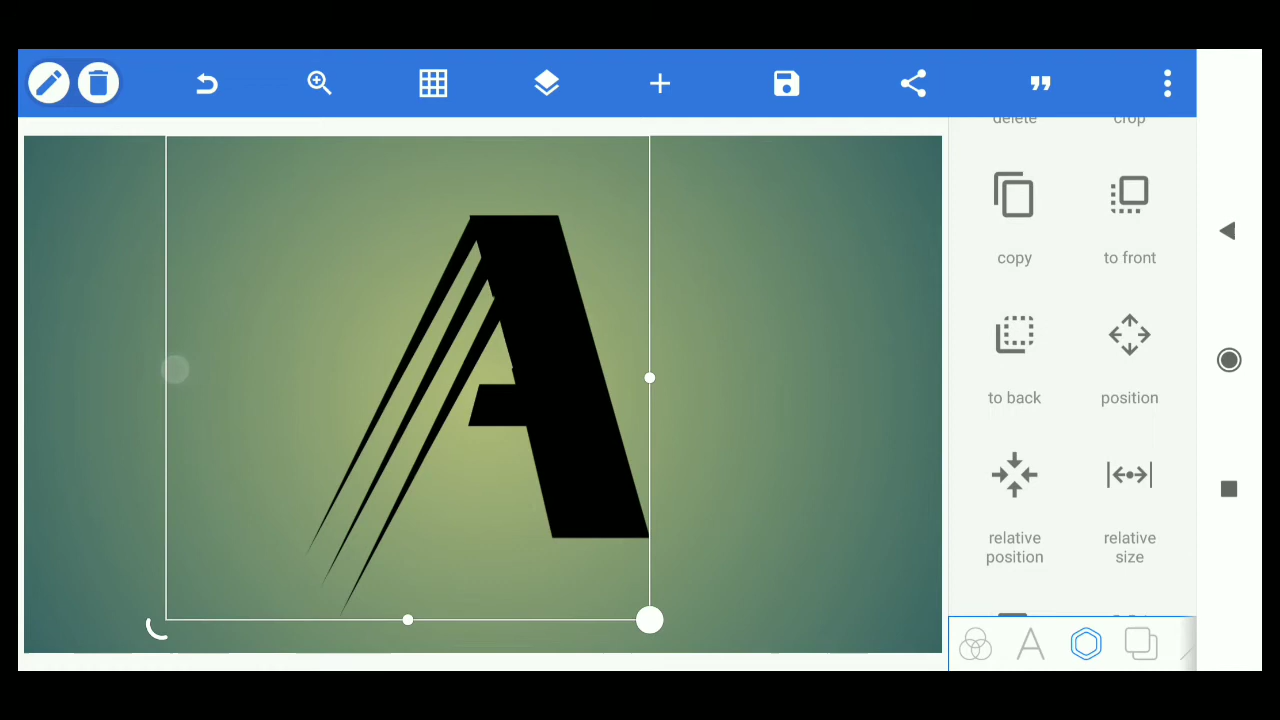 delete crop
A
copy to front
to back position
relative position relative size